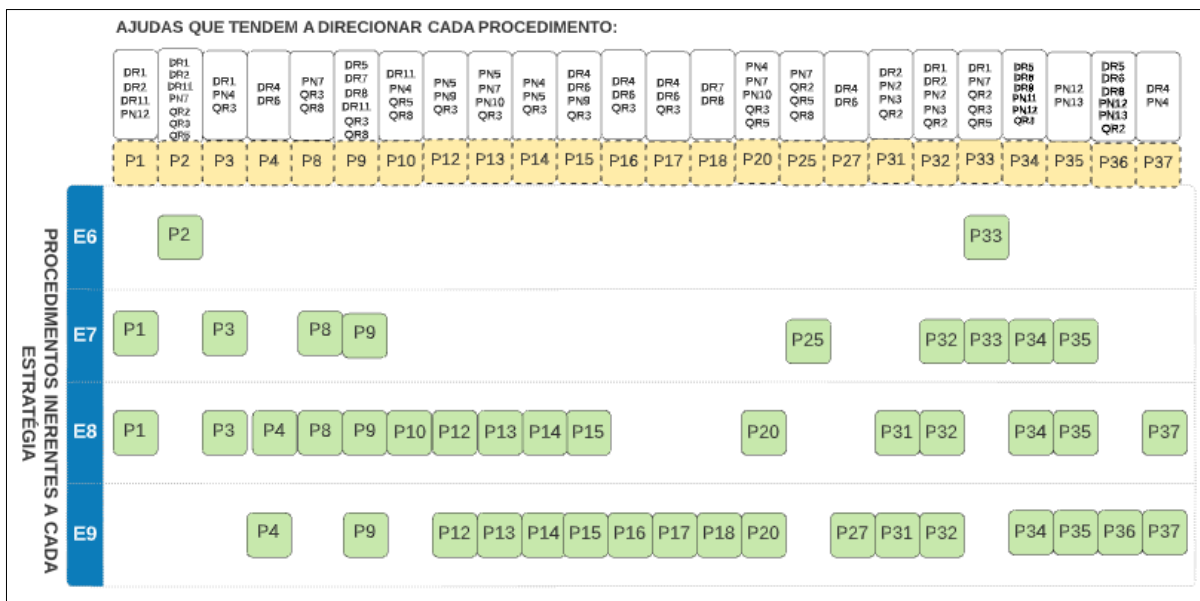 AJUDAS QUE TENDEM A DIRECIONAR CADA PROCEDIMENTO:
DR1
DR2
DR11
PN12
DR1
DR2
DR11
PN7
QR2
QR3
QR5
DR1
PN4
QR3
DR4
DR6
PN7
QR3
QR8
DR5
DR7
DR8
DR11
QR3
QR8
DR11
PN4
QR5
QR8
PN5
PN9
QR3
PN5
PN7
PN10
QR3
PN4
PN5
QR3
DR4
DR6
PN9
QR3
DR4
DR6
QR3
DR4
DR6
QR3
DR7
DR8
PN4
PN7
PN10
QR3
QR5
PN7
QR2
QR5
QR8
DR4
DR6
DR2
PN2
PN3
QR2
DR1
DR2
PN2
PN3
QR2
DR1
PN7
QR2
QR5
DR5
DR6
DR8
PN11
PN12
PN12
PN13
DR5
DR6
DR8
PN12
PN13
QR2
DR4
PN4
P1 P2 P3 P4 P8 P9 P10 P12 P13 P14 P15 P16 P17 P18 P20 P25 P27 P31 P32 P33 P34 P35 P36 P37
PROCEDIMENTOS INERENTES A CADA
ESTRATÉGIA
E6 P2 P33
E7 P1 P3 P8 P9 P25 P32 P33 P34 P35
E8 P1 P3 P4 P8 P9 P10 P12 P13 P14 P15 P20 P31 P32 P34 P35 P37
E9 P4 P9 P12 P13 P14 P15 P16 P17 P18 P20 P27 P31 P32 P34 P35 P36 P37